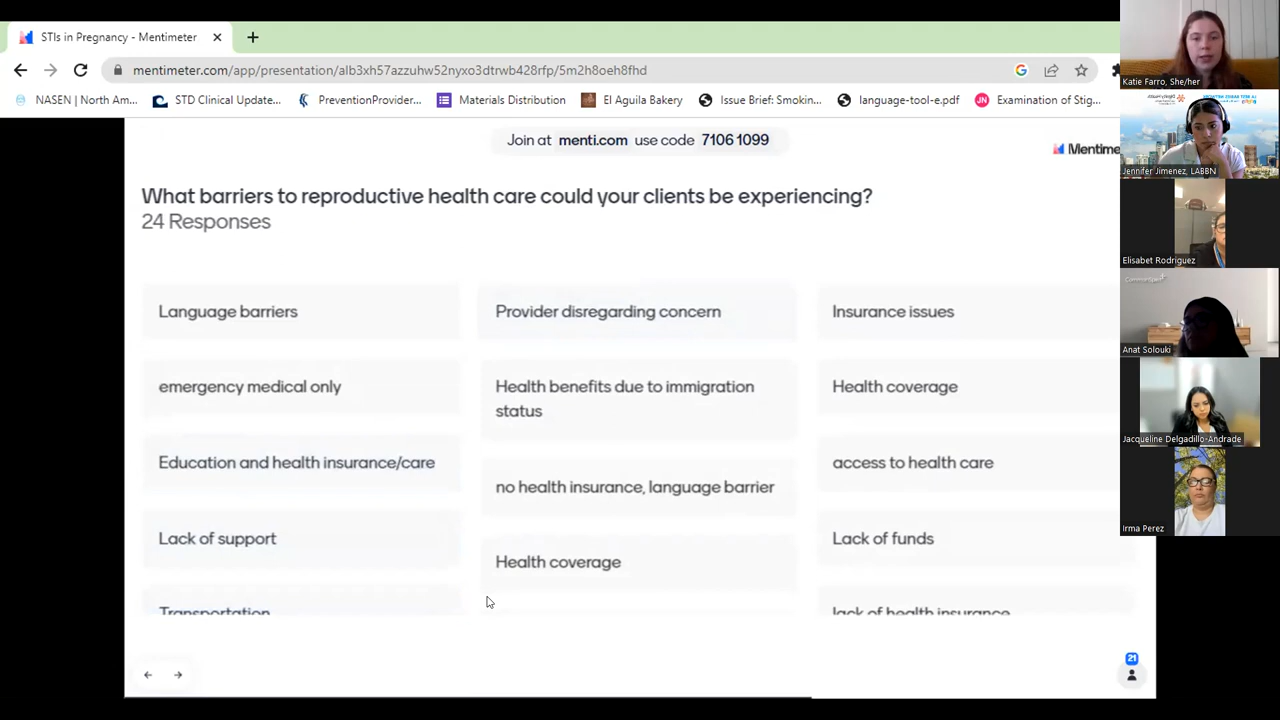 STIs in Pregnancy - Mentimeter
mentimeter.com/app/presentation/alb3xh57azzuhw52nyxo3dtrwb428rfp/5m2h8oeh8fhd
NASEN | North Am...
STD Clinical Update...
PreventionProvider...
Materials Distribution
El Aguila Bakery
Issue Brief: Smokin...
language-tool-e.pdf
JN
Examination of Stig...
Join at menti.com use code 7106 1099
Mentime
What barriers to reproductive health care could your clients be experiencing?
24 Responses
Language barriers
Provider disregarding concern
Insurance issues
emergency medical only
Health benefits due to immigration
status
Health coverage
Education and health insurance/care
no health insurance, language barrier
access to health care
Lack of support
Health coverage
Lack of funds
Transportation
lack of health insurance
21
Katie Farro, She/her
Jennifer Jimenez, LABBN
Elisabet Rodriguez
Anat Solouki
Jacqueline Delgadillo-Andrade
Irma Perez